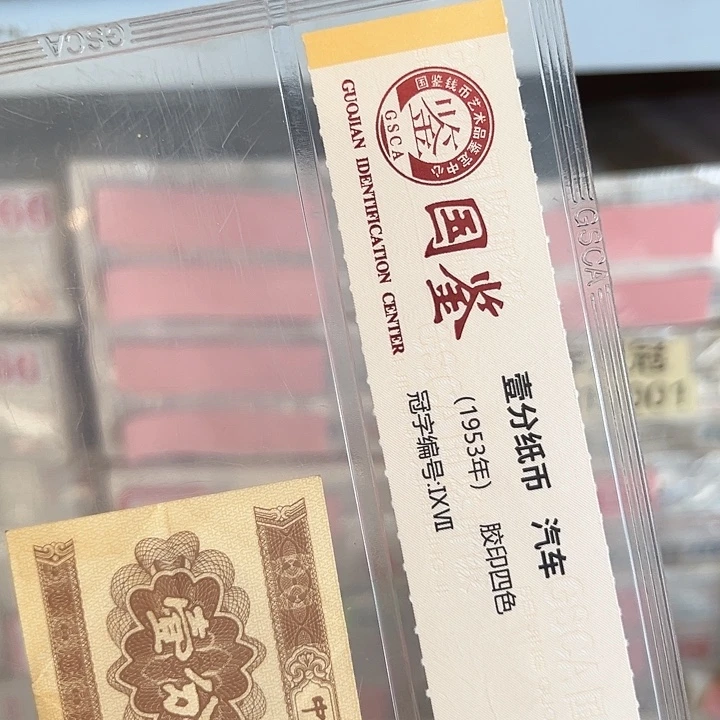 GSCA
国鉴钱币艺术品鉴定中心
鉴
GSCA
GUOJIAN IDENTIFICATION CENTER
国鉴
壹分纸币 汽车
(1953年) 胶印四色
冠字编号:IXVII
GSCA
壹分
中